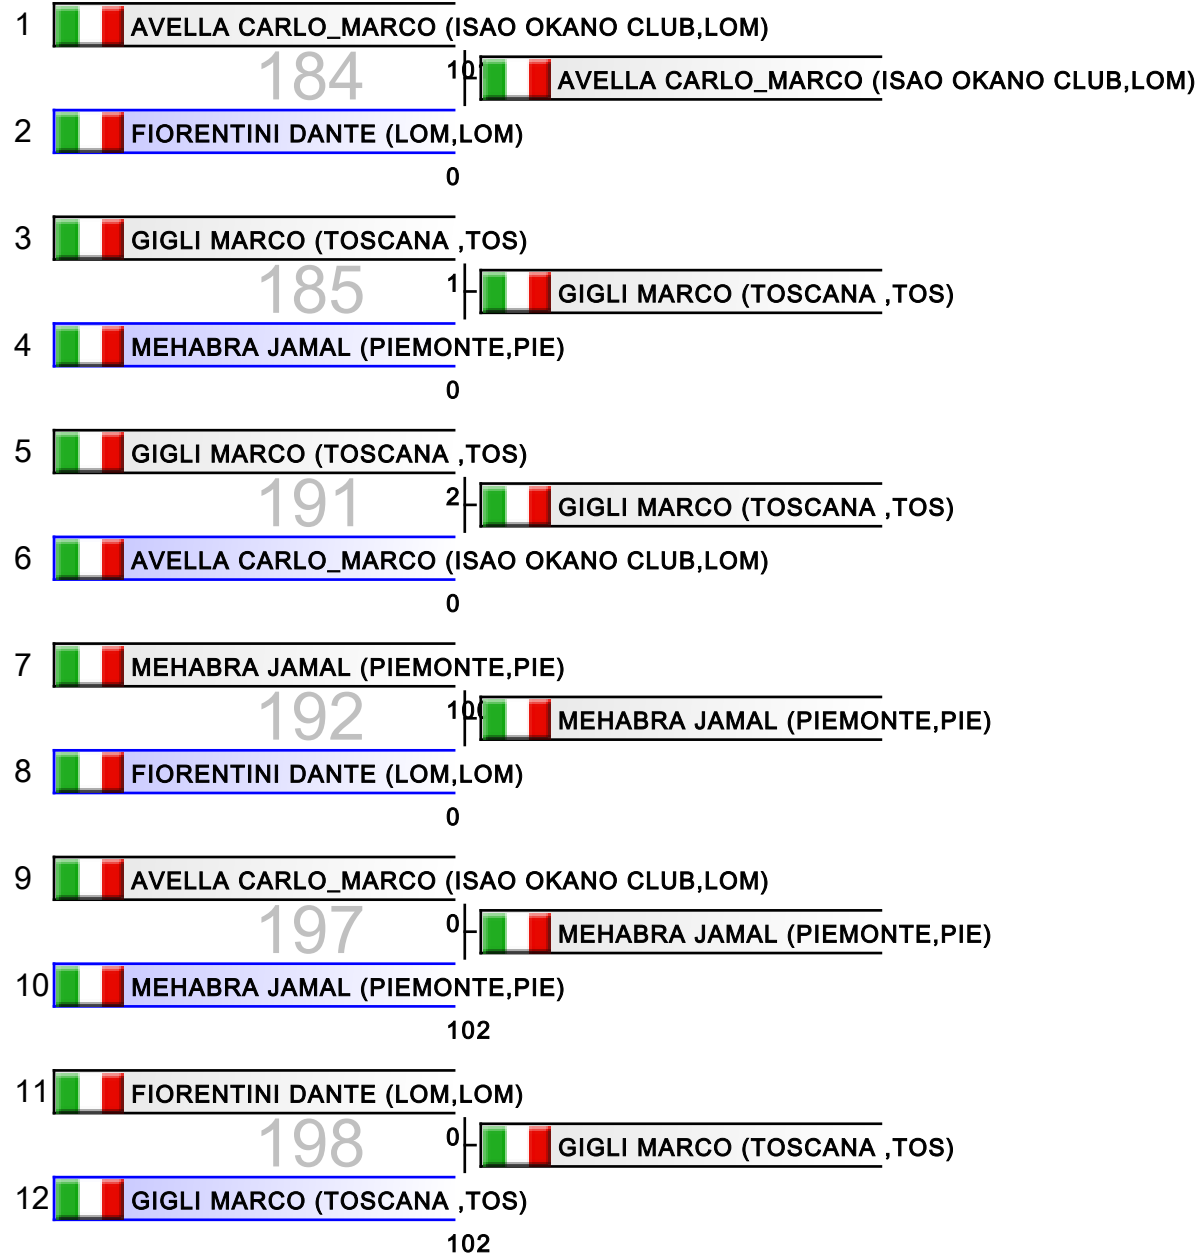 1 AVELLA CARLO_MARCO (ISAO OKANO CLUB,LOM)
184
AVELLA CARLO_MARCO (ISAO OKANO CLUB,LOM)
2 FIORENTINI DANTE (LOM,LOM)
0
3 GIGLI MARCO (TOSCANA ,TOS)
185 1
GIGLI MARCO (TOSCANA ,TOS)
4 MEHABRA JAMAL (PIEMONTE,PIE)
0
5 GIGLI MARCO (TOSCANA ,TOS)
191 2
GIGLI MARCO (TOSCANA ,TOS)
6 AVELLA CARLO_MARCO (ISAO OKANO CLUB,LOM)
0
7 MEHABRA JAMAL (PIEMONTE,PIE)
192
MEHABRA JAMAL (PIEMONTE,PIE)
8 FIORENTINI DANTE (LOM,LOM)
0
9 AVELLA CARLO_MARCO (ISAO OKANO CLUB,LOM)
197 0
MEHABRA JAMAL (PIEMONTE,PIE)
10 MEHABRA JAMAL (PIEMONTE,PIE)
102
11 FIORENTINI DANTE (LOM,LOM)
198 0
GIGLI MARCO (TOSCANA ,TOS)
12 GIGLI MARCO (TOSCANA ,TOS)
102